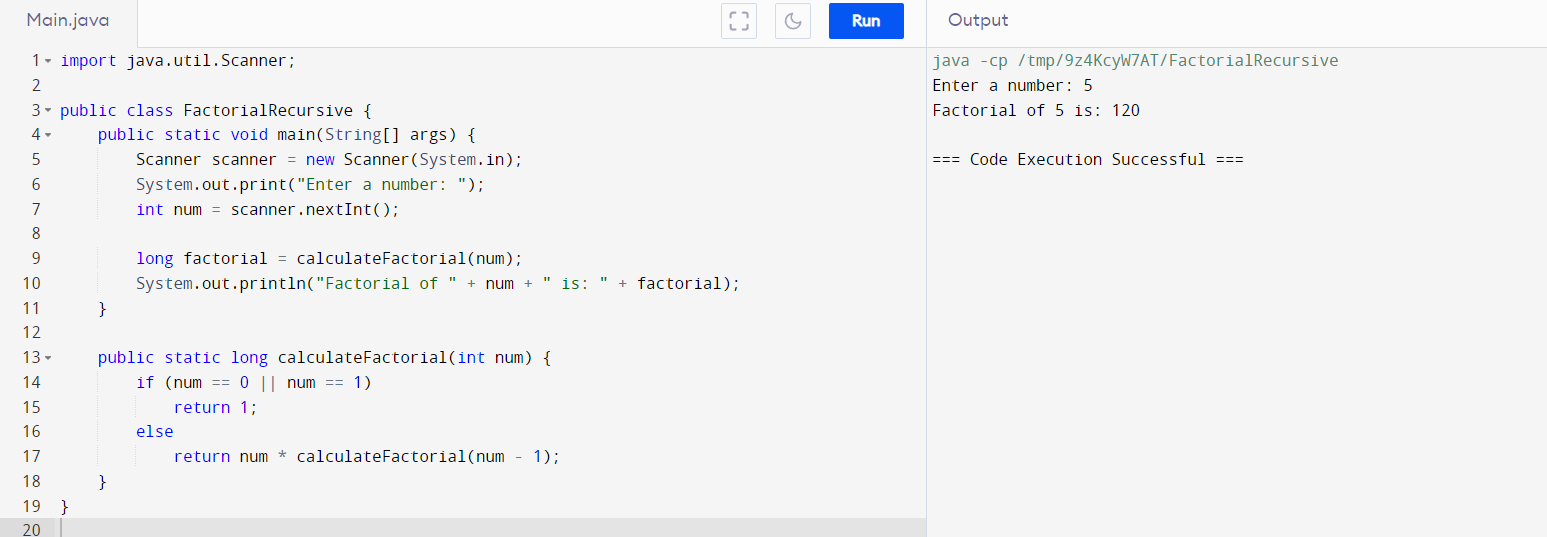 Main.java
Run
Output
1 import java.util.Scanner;
2
3 public class FactorialRecursive {
4     public static void main(String[] args) {
5         Scanner scanner = new Scanner(System.in);
6         System.out.print("Enter a number: ");
7         int num = scanner.nextInt();
8
9         long factorial = calculateFactorial(num);
10         System.out.println("Factorial of " + num + " is: " + factorial);
11     }
12
13     public static long calculateFactorial(int num) {
14         if (num == 0 || num == 1)
15             return 1;
16         else
17             return num * calculateFactorial(num - 1);
18     }
19 }
20
java -cp /tmp/9z4KcyW7AT/FactorialRecursive
Enter a number: 5
Factorial of 5 is: 120
=== Code Execution Successful ===